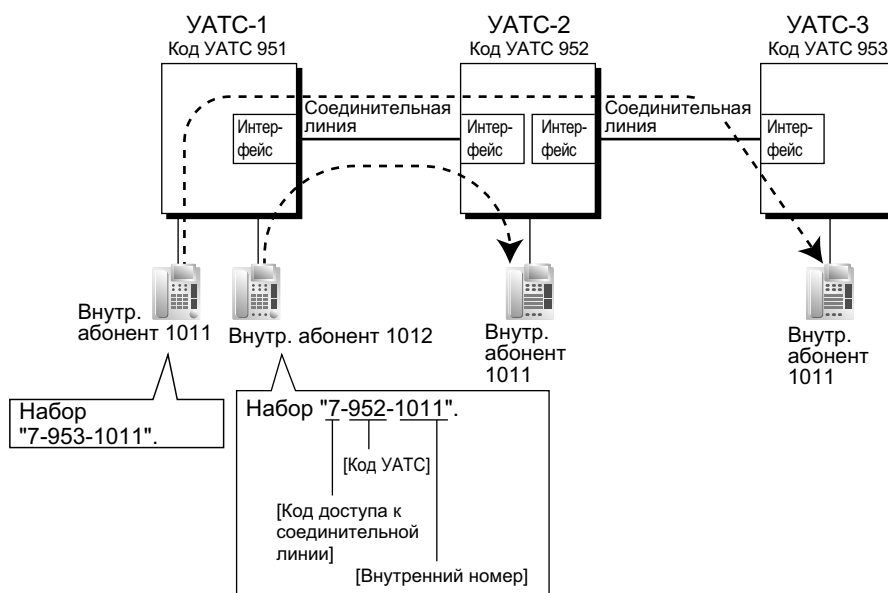 УАТС-1
Код УАТС 951
УАТС-2
Код УАТС 952
УАТС-3
Код УАТС 953
Соединительная
линия
Соединительная
линия
Интер-
фейс
Интер-
фейс
Интер-
фейс
Интер-
фейс
Внутр.
абонент 1011
Внутр. абонент 1012
Внутр.
абонент
1011
Внутр.
абонент
1011
Набор
"7-953-1011".
Набор "7-952-1011".
[Код УАТС]
[Код доступа к
соединительной
линии]
[Внутренний номер]